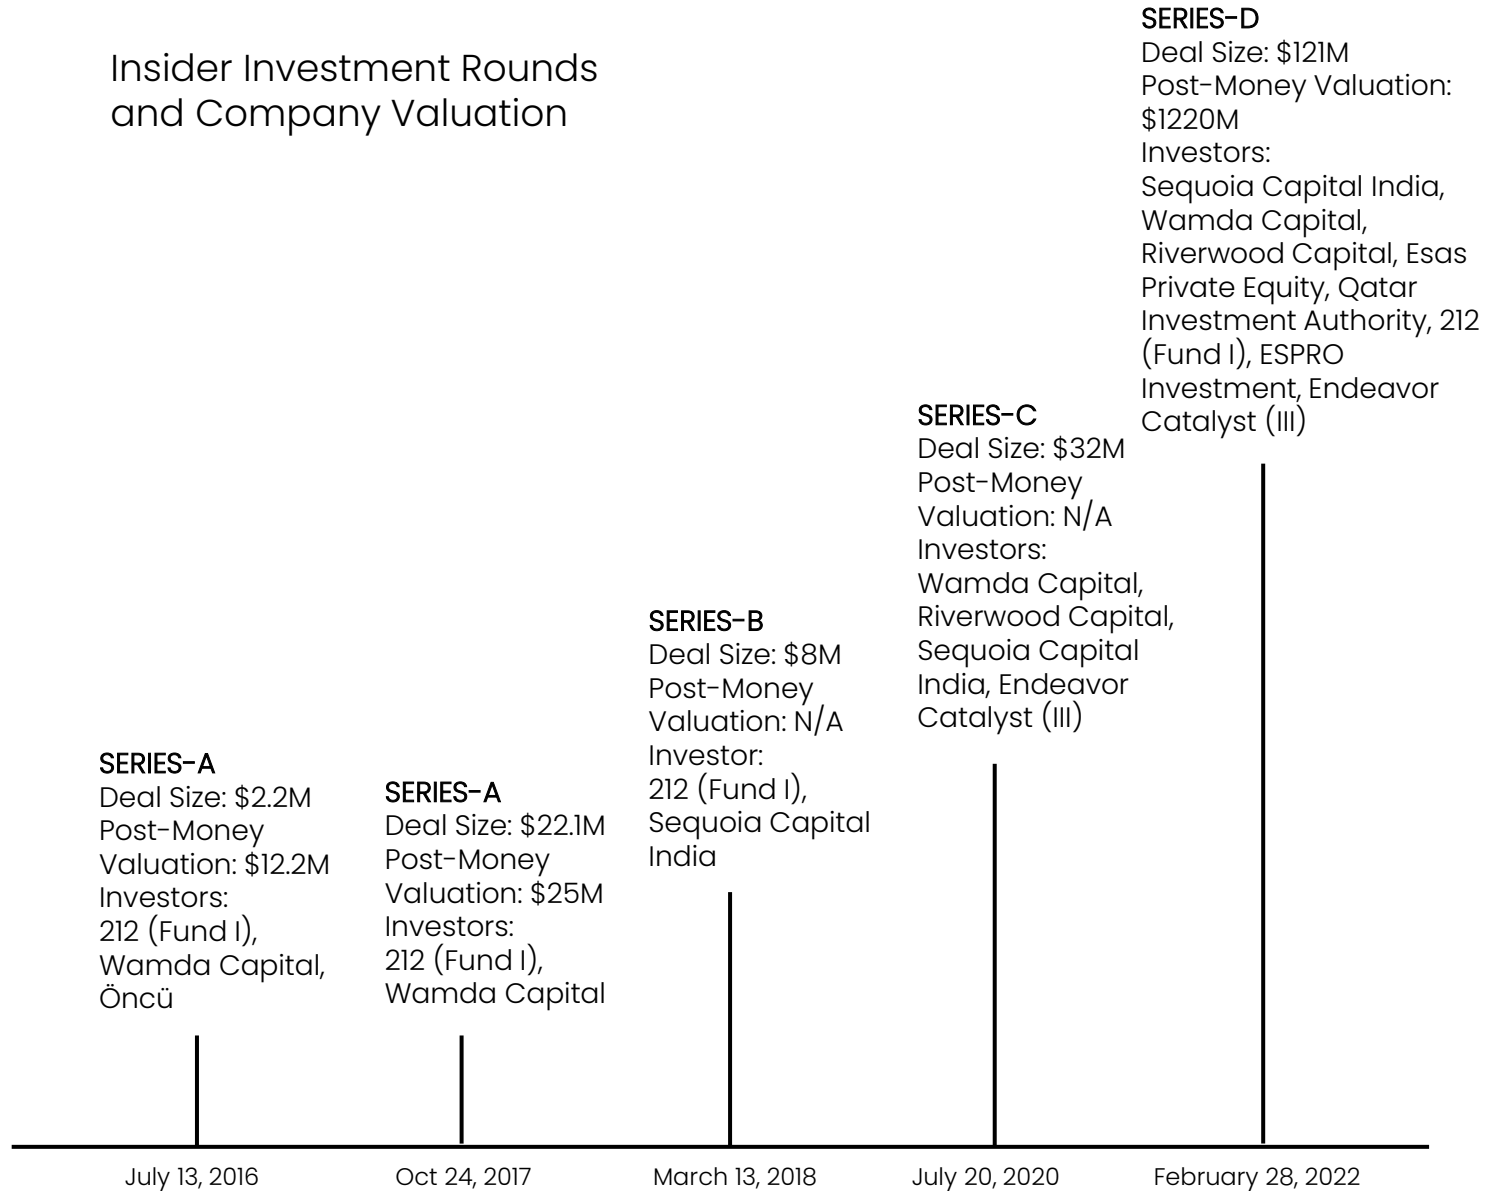 Insider Investment Rounds
and Company Valuation
SERIES-A
Deal Size: $2.2M
Post-Money
Valuation: $12.2M
Investors:
212 (Fund I),
Wamda Capital,
Öncü
SERIES-A
Deal Size: $22.1M
Post-Money
Valuation: $25M
Investors:
212 (Fund I),
Wamda Capital
SERIES-B
Deal Size: $8M
Post-Money
Valuation: N/A
Investor:
212 (Fund I),
Sequoia Capital
India
SERIES-C
Deal Size: $32M
Post-Money
Valuation: N/A
Investors:
Wamda Capital,
Riverwood Capital,
Sequoia Capital
India, Endeavor
Catalyst (III)
SERIES-D
Deal Size: $121M
Post-Money Valuation:
$1220M
Investors:
Sequoia Capital India,
Wamda Capital,
Riverwood Capital, Esas
Private Equity, Qatar
Investment Authority, 212
(Fund I), ESPRO
Investment, Endeavor
Catalyst (III)
July 13, 2016
Oct 24, 2017
March 13, 2018
July 20, 2020
February 28, 2022